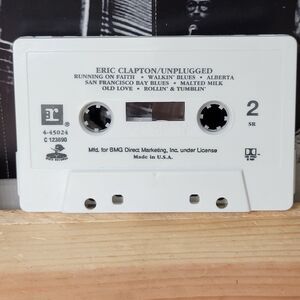 ERIC CLAPTON/UNPLUGGED
RUNNING ON FAITH • WALKIN' BLUES • ALBERTA
SAN FRANCISCO BAY BLUES • MALTED MILK
OLD LOVE • ROLLIN' & TUMBLIN'
r
4-45024
C 123690
2
SR
Mfd. for BMG Direct Marketing, Inc. under License
Made in U.S.A.